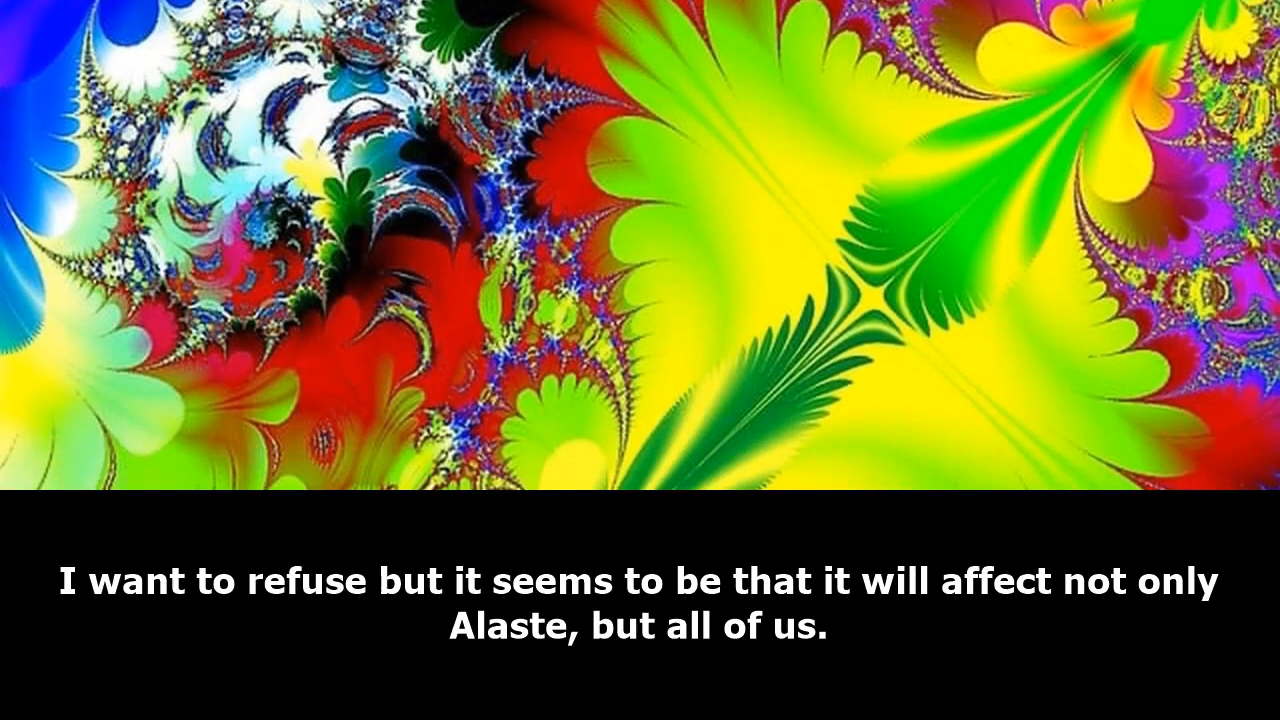 I want to refuse but it seems to be that it will affect not only
Alaste, but all of us.